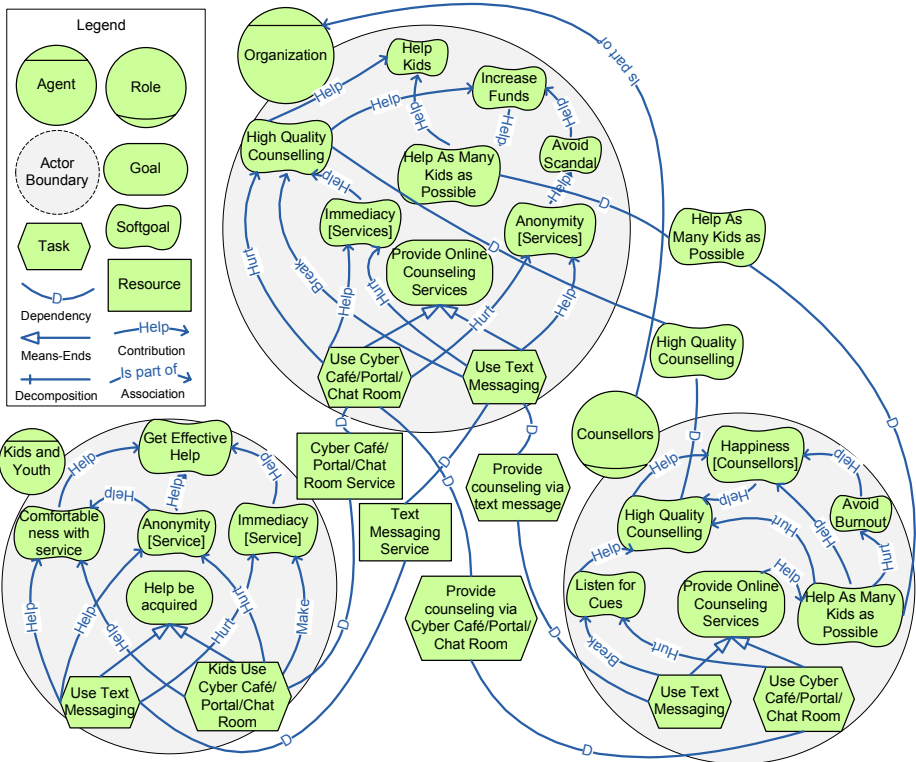 Legend
Agent
Role
Actor
Boundary
Goal
Task
Softgoal
D
Dependency
Resource
Means-Ends
Help
Contribution
Decomposition
Is part of
Association
Organization
Help
Kids
Increase
Funds
High Quality
Counselling
Help As Many
Kids as
Possible
Avoid
Scandal
Immediacy
[Services]
Anonymity
[Services]
Provide Online
Counseling
Services
Use Cyber
Café/Portal/
Chat Room
Use Text
Messaging
Help
Help
Help
Help
Help
Help
Help
Hurt
Break
Help
Hurt
Hurt
Help
Is part of
D
D
Help As
Many Kids as
Possible
High Quality
Counselling
D
D
Kids and
Youth
Get Effective
Help
Comfortable
ness with
service
Anonymity
[Service]
Immediacy
[Service]
Help be
acquired
Use Text
Messaging
Kids Use
Cyber Café/
Portal/Chat
Room
Help
Help
Help
Help
Help
Help
Help
Hurt
Hurt
Make
D
Cyber Café/
Portal/Chat
Room Service
D
D
Text
Messaging
Service
D
D
Provide
counseling via
text message
D
D
Provide
counseling via
Cyber Café/Portal/
Chat Room
D
D
Counsellors
Happiness
[Counsellors]
High Quality
Counselling
Avoid
Burnout
Listen for
Cues
Provide Online
Counseling
Services
Help As Many
Kids as
Possible
Use Text
Messaging
Use Cyber
Café/Portal/
Chat Room
Help
Help
Help
Hurt
Help
Hurt
Help
Help
Break
Hurt